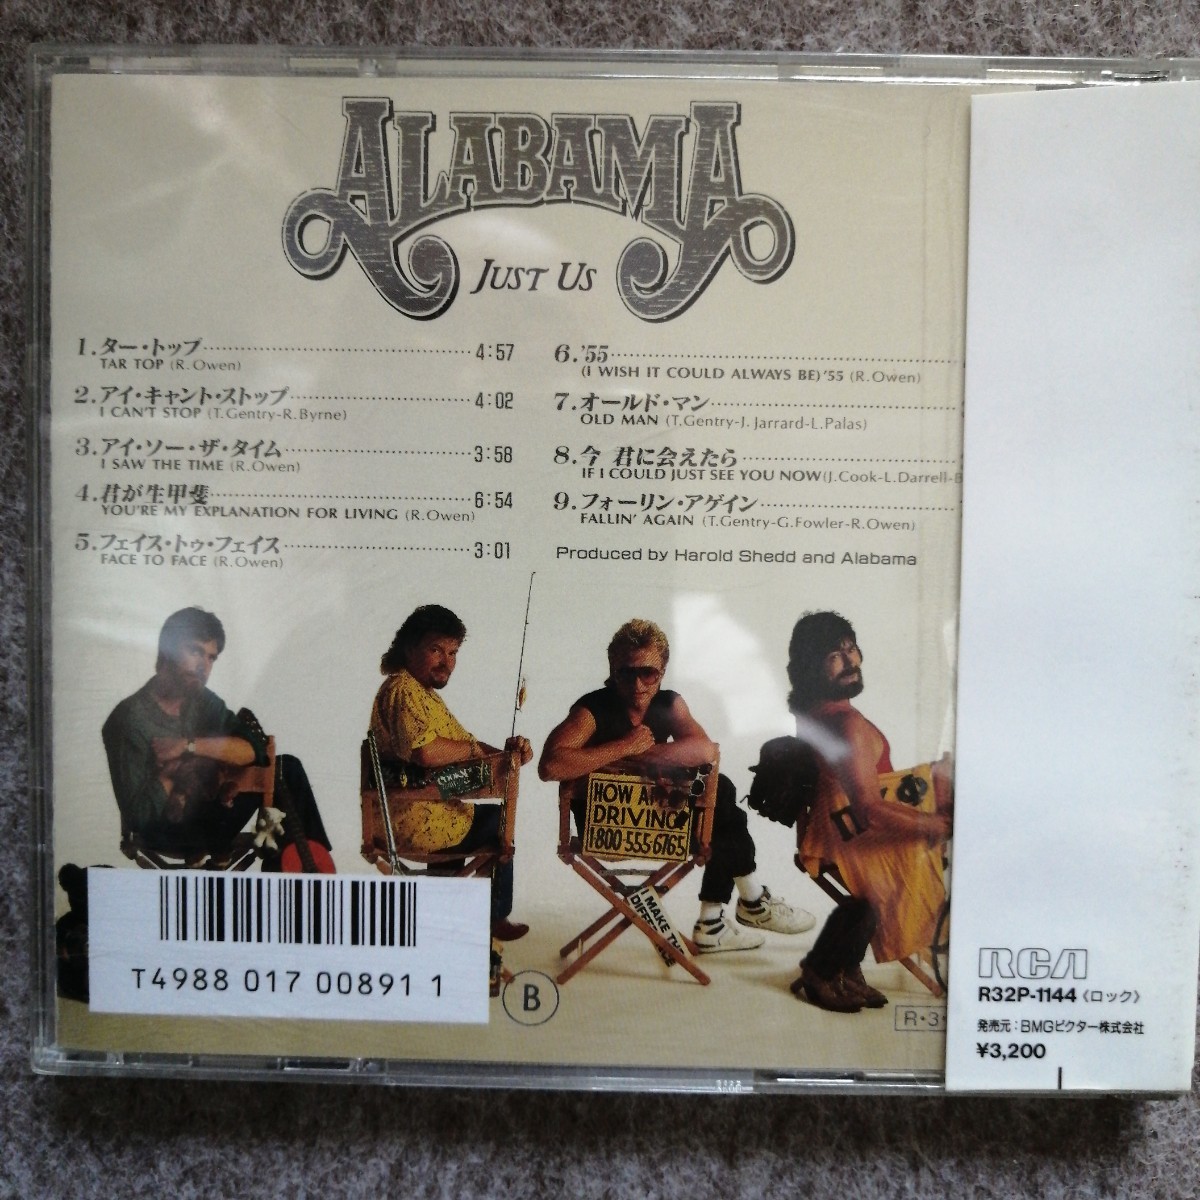 ALABAMA
JUST US
1.ター・トップ 4:57
TAR TOP (R.Owen)
2.アイ・キャント・ストップ 4:02
I CAN'T STOP (T.Gentry-R.Byrne)
3.アイ・ソー・ザ・タイム 3:58
I SAW THE TIME (R.Owen)
4.君が生甲斐 6:54
YOU'RE MY EXPLANATION FOR LIVING (R.Owen)
5.フェイス・トゥ・フェイス 3:01
FACE TO FACE (R.Owen)
6.'55
(I WISH IT COULD ALWAYS BE)'55 (R.Owen)
7.オールド・マン
OLD MAN (T.Gentry-J.Jarrard-L.Palas)
8.今 君に会えたら
IF I COULD JUST SEE YOU NOW(J.Cook-L.Darrell-B
9.フォーリン・アゲイン
FALLIN' AGAIN (T.Gentry-G.Fowler-R.Owen)
Produced by Harold Shedd and Alabama
HOW
DRIVING
1-800-555-6765
I MAKE THE
DIFFERENCE
T4988 017 00891 1
B
R・3・
RCA
R32P-1144《ロック》
発売元:BMGビクター株式会社
¥3,200